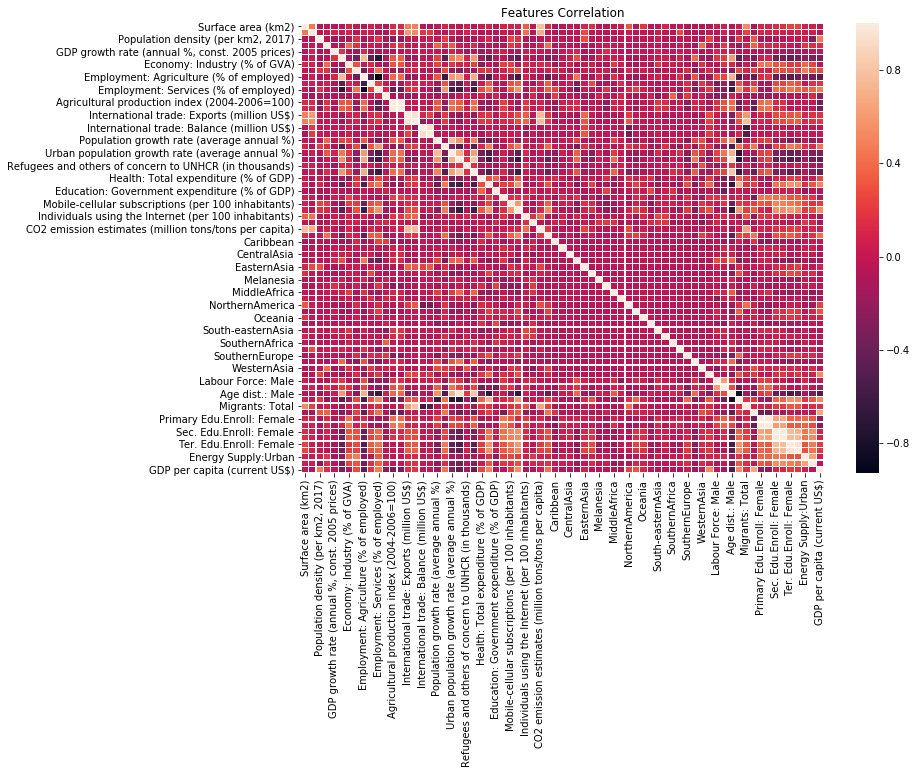 Features Correlation
Surface area (km2)
Population density (per km2, 2017)
GDP growth rate (annual %, const. 2005 prices)
Economy: Industry (% of GVA)
Employment: Agriculture (% of employed)
Employment: Services (% of employed)
Agricultural production index (2004-2006=100)
International trade: Exports (million US$)
International trade: Balance (million US$)
Population growth rate (average annual %)
Urban population growth rate (average annual %)
Refugees and others of concern to UNHCR (in thousands)
Health: Total expenditure (% of GDP)
Education: Government expenditure (% of GDP)
Mobile-cellular subscriptions (per 100 inhabitants)
Individuals using the Internet (per 100 inhabitants)
CO2 emission estimates (million tons/tons per capita)
Caribbean
CentralAsia
EasternAsia
Melanesia
MiddleAfrica
NorthernAmerica
Oceania
South-easternAsia
SouthernAfrica
SouthernEurope
WesternAsia
Labour Force: Male
Age dist.: Male
Migrants: Total
Primary Edu.Enroll: Female
Sec. Edu.Enroll: Female
Ter. Edu.Enroll: Female
Energy Supply:Urban
GDP per capita (current US$)
Surface area (km2)
Population density (per km2, 2017)
GDP growth rate (annual %, const. 2005 prices)
Economy: Industry (% of GVA)
Employment: Agriculture (% of employed)
Employment: Services (% of employed)
Agricultural production index (2004-2006=100)
International trade: Exports (million US$)
International trade: Balance (million US$)
Population growth rate (average annual %)
Urban population growth rate (average annual %)
Refugees and others of concern to UNHCR (in thousands)
Health: Total expenditure (% of GDP)
Education: Government expenditure (% of GDP)
Mobile-cellular subscriptions (per 100 inhabitants)
Individuals using the Internet (per 100 inhabitants)
CO2 emission estimates (million tons/tons per capita)
Caribbean
CentralAsia
EasternAsia
Melanesia
MiddleAfrica
NorthernAmerica
Oceania
South-easternAsia
SouthernAfrica
SouthernEurope
WesternAsia
Labour Force: Male
Age dist.: Male
Migrants: Total
Primary Edu.Enroll: Female
Sec. Edu.Enroll: Female
Ter. Edu.Enroll: Female
Energy Supply:Urban
GDP per capita (current US$)
0.8
0.4
0.0
−0.4
−0.8